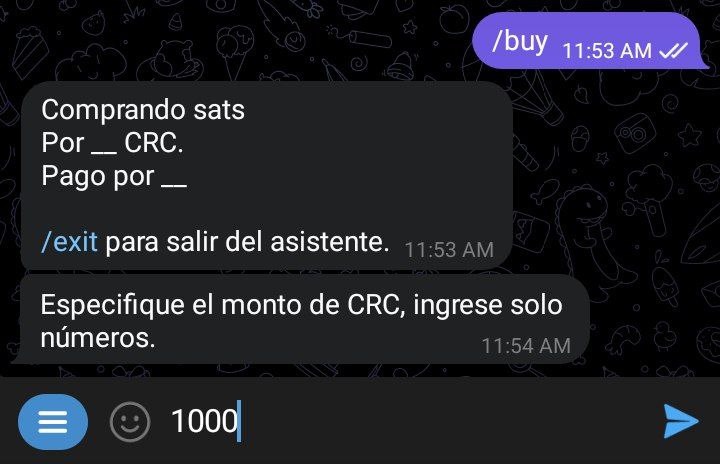 /buy 11:53 AM
Comprando sats
Por __ CRC.
Pago por __
/exit para salir del asistente. 11:53 AM
Especifique el monto de CRC, ingrese solo
números. 11:54 AM
1000